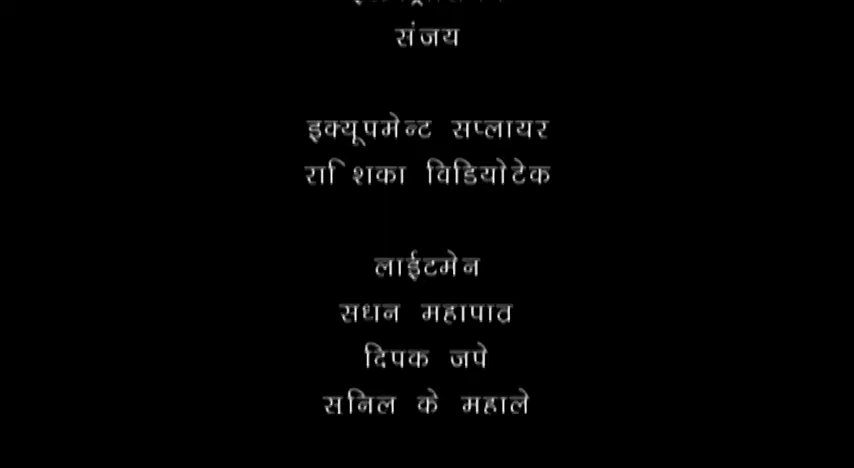 संजय
इक्यूपमेन्ट सप्लायर
राशिका विडियोटेक
लाईटमेन
सधन महापात्र
दिपक जपे
सनिल के महाले